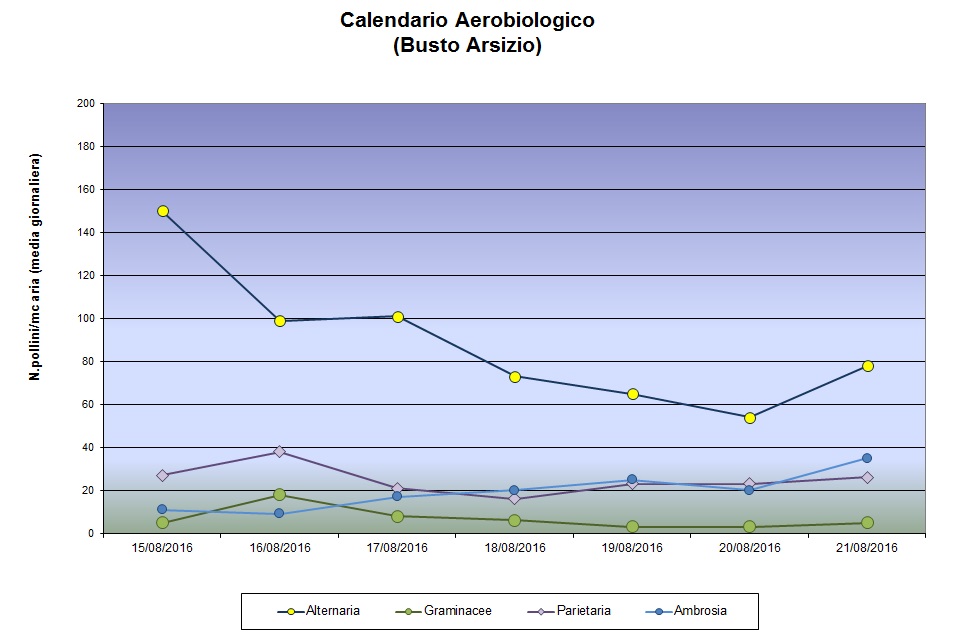 Calendario Aerobiologico
(Busto Arsizio)
N.pollini/mc aria (media giornaliera)
200
180
160
140
120
100
80
60
40
20
0
15/08/2016 16/08/2016 17/08/2016 18/08/2016 19/08/2016 20/08/2016 21/08/2016
Alternaria Graminacee Parietaria Ambrosia